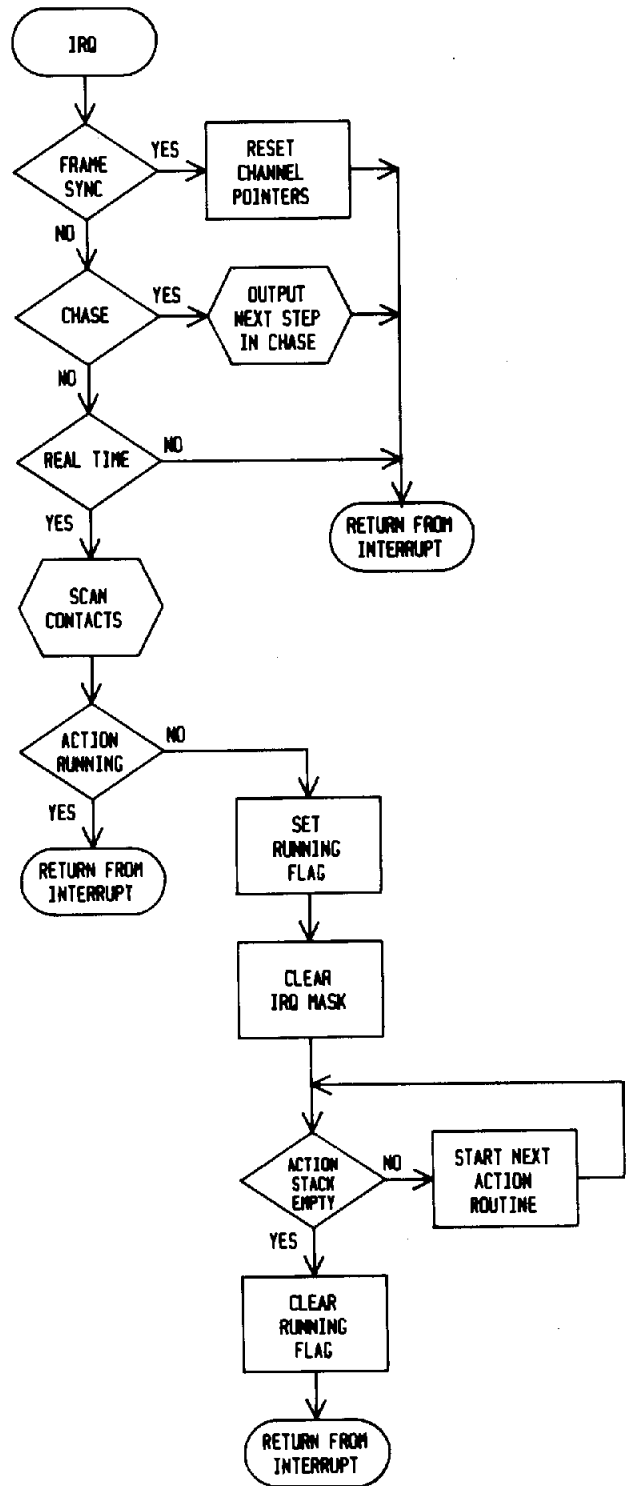 IRQ
FRAME
SYNC
YES
RESET
CHANNEL
POINTERS
NO
CHASE
YES
OUTPUT
NEXT STEP
IN CHASE
NO
REAL TIME
NO
YES
RETURN FROM
INTERRUPT
SCAN
CONTACTS
ACTION
RUNNING
NO
YES
RETURN FROM
INTERRUPT
SET
RUNNING
FLAG
CLEAR
IRQ MASK
ACTION
STACK
EMPTY
NO
START NEXT
ACTION
ROUTINE
YES
CLEAR
RUNNING
FLAG
RETURN FROM
INTERRUPT